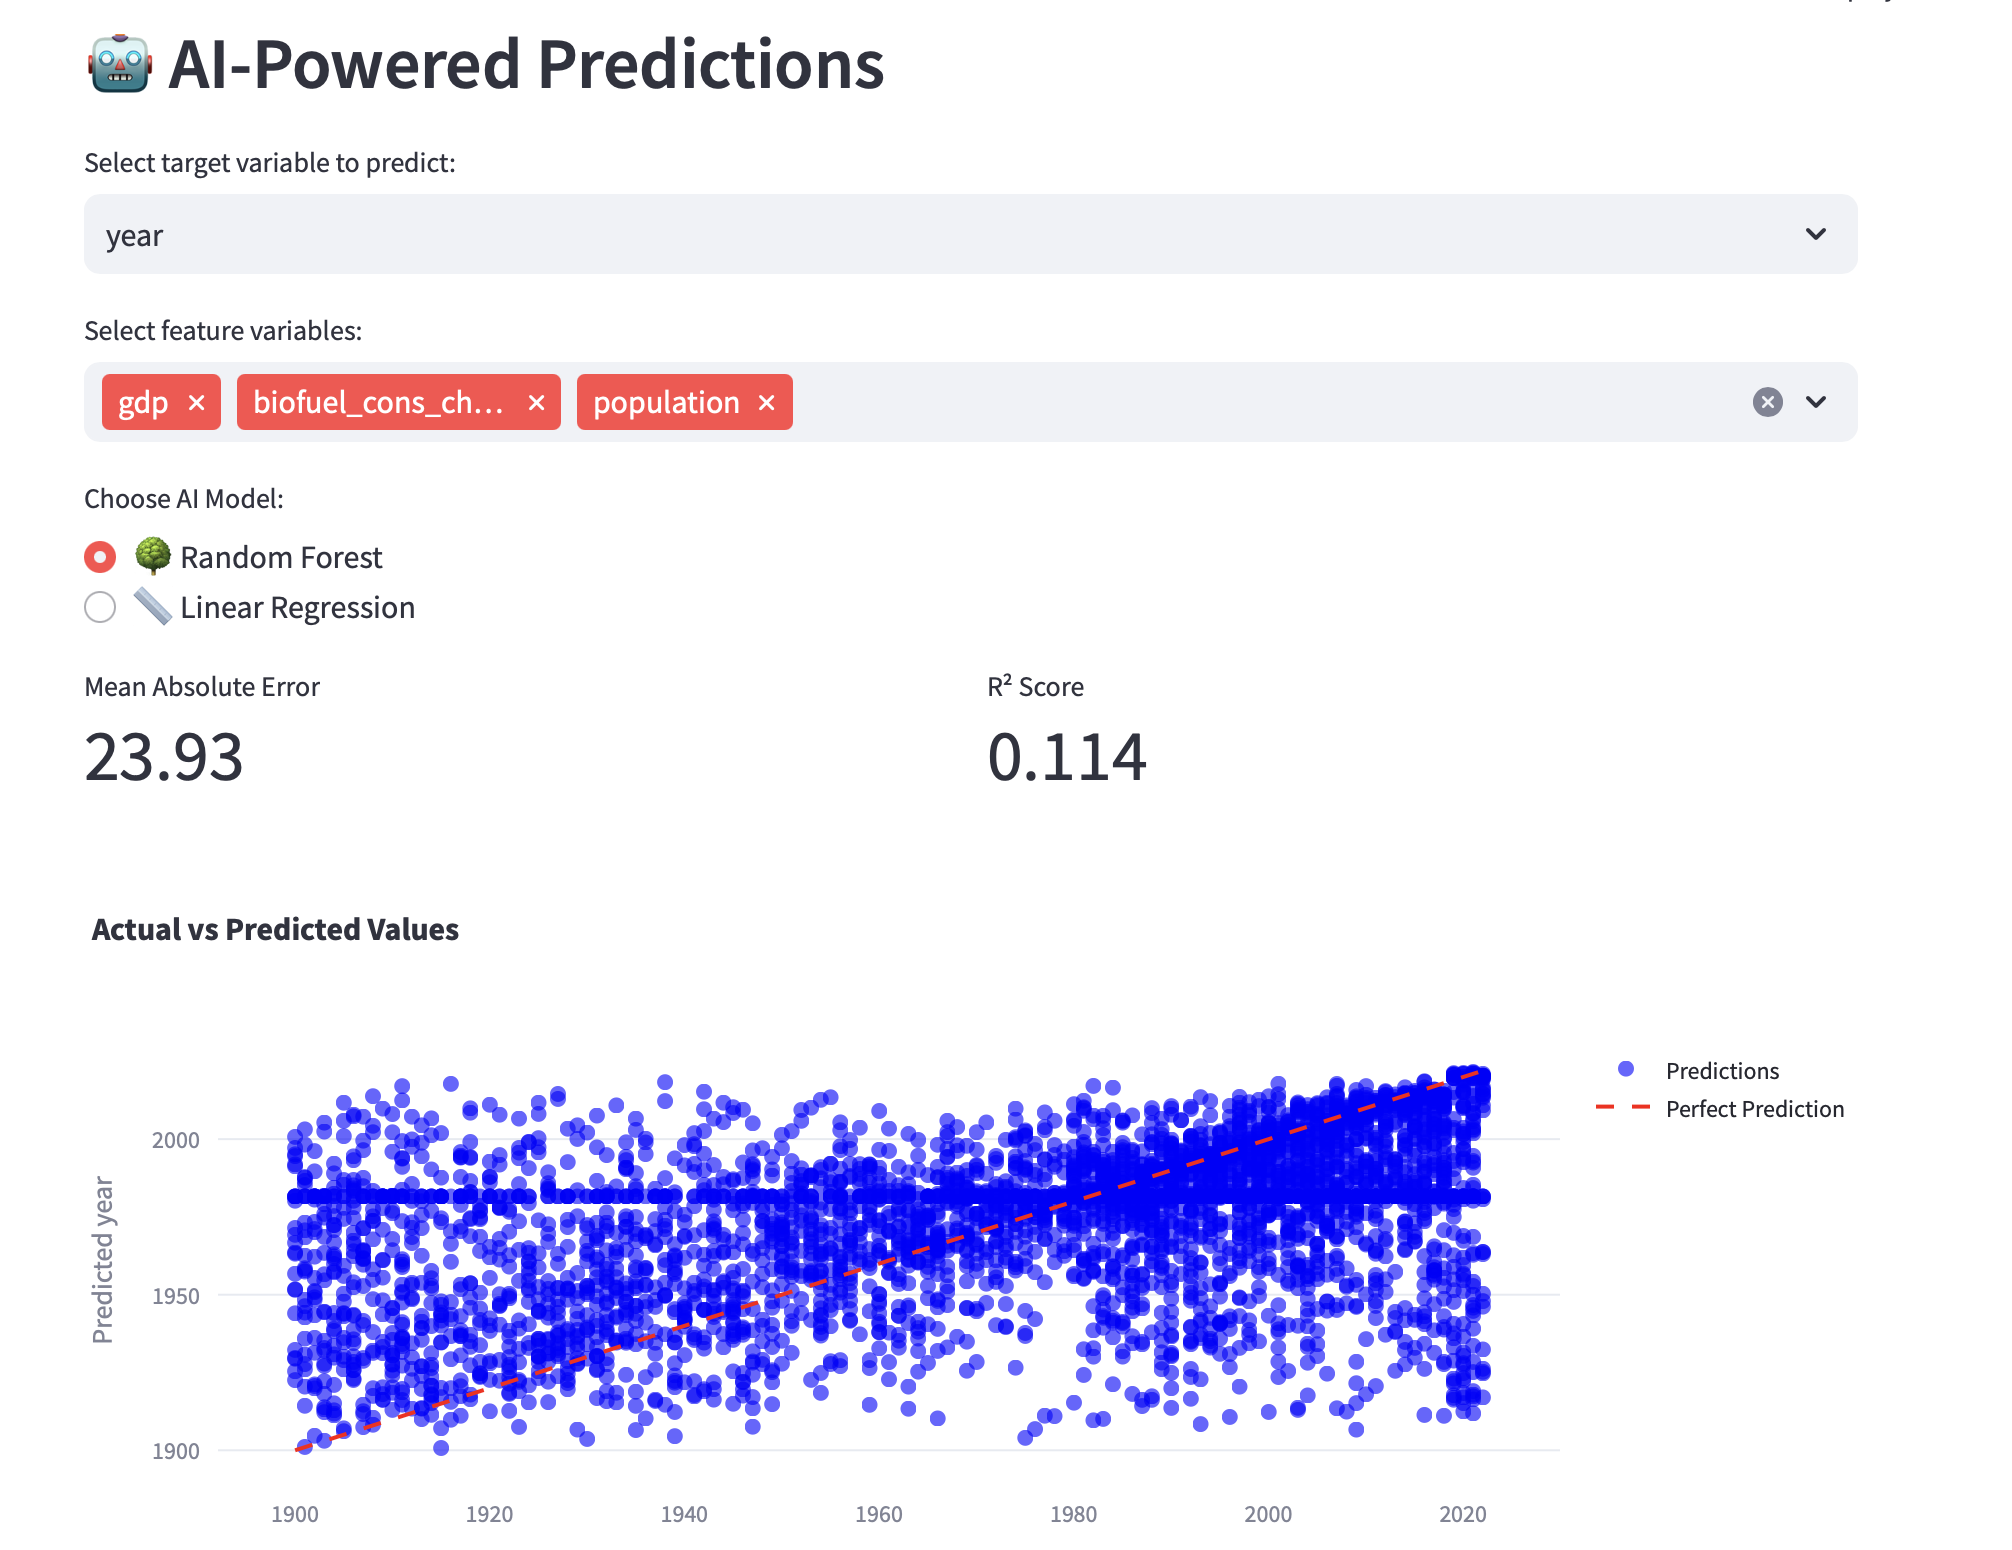 AI-Powered Predictions
Select target variable to predict:
year
Select feature variables:
gdp
biofuel_cons_ch...
population
Choose AI Model:
Random Forest
Linear Regression
Mean Absolute Error
23.93
R² Score
0.114
Actual vs Predicted Values
Predictions
Perfect Prediction
Predicted year
2000
1950
1900
1900 1920 1940 1960 1980 2000 2020